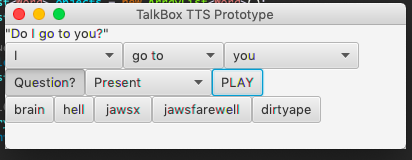 TalkBox TTS Prototype
"Do I go to you?"
I go to you
Question? Present PLAY
brain hell jawsx jawsfarewell dirtyape